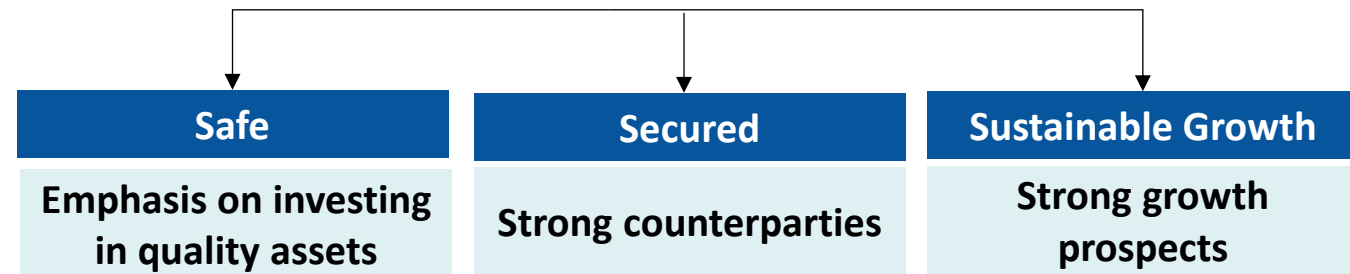 Safe
Secured
Sustainable Growth
Emphasis on investing
in quality assets
Strong counterparties
Strong growth
prospects